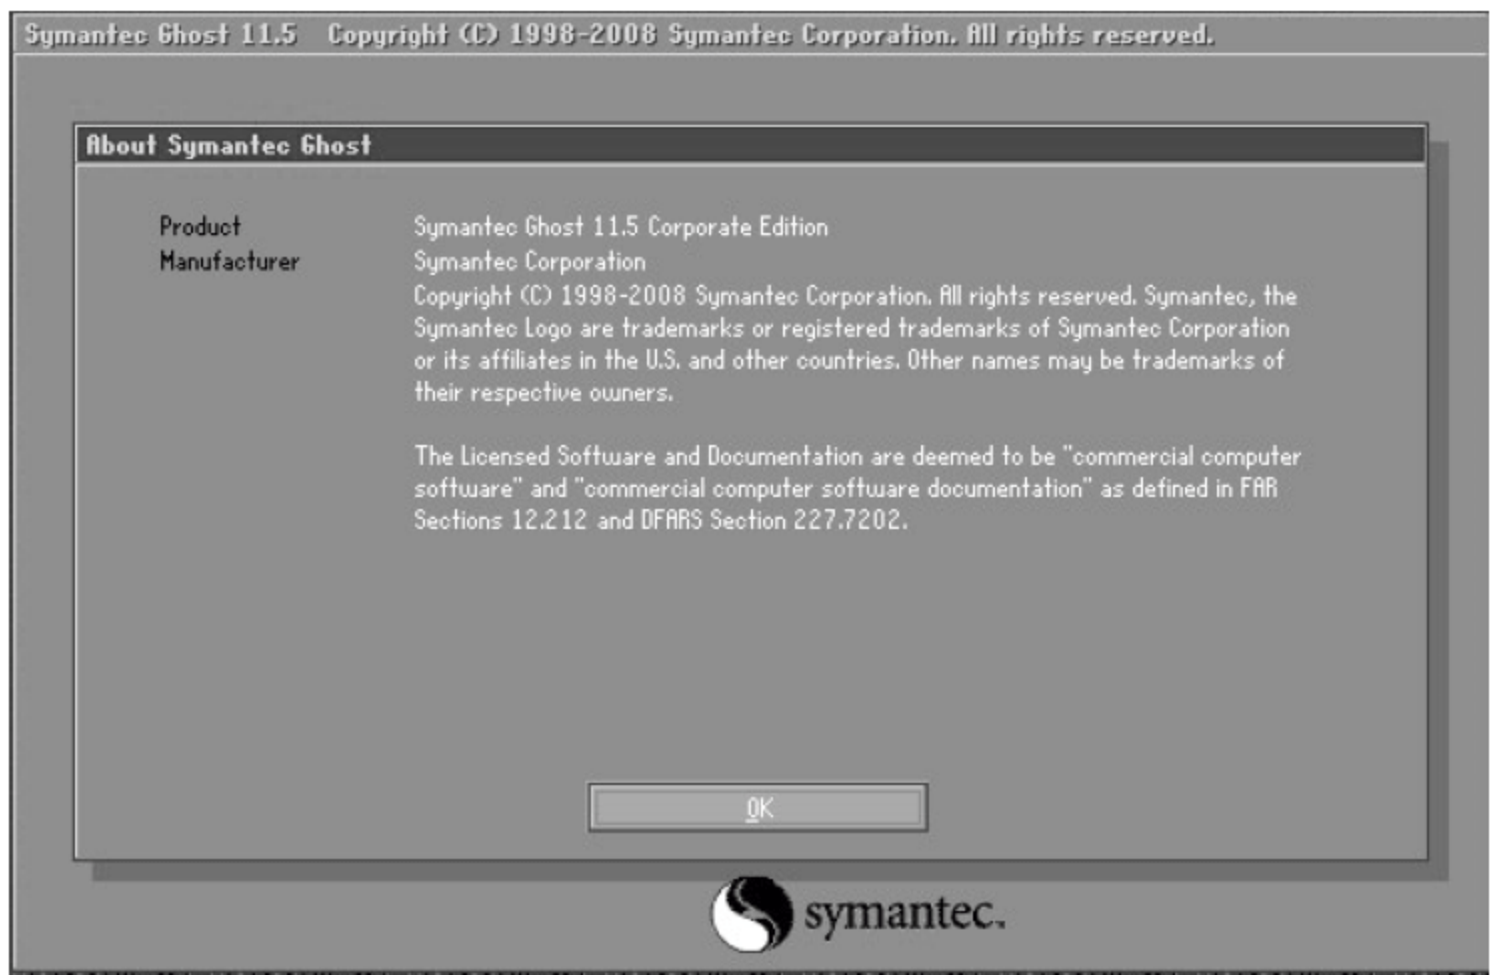 Symantec Ghost 11.5   Copyright (C) 1998-2008 Symantec Corporation. All rights reserved.
About Symantec Ghost
Product   Symantec Ghost 11.5 Corporate Edition
Manufacturer   Symantec Corporation
Copyright (C) 1998-2008 Symantec Corporation. All rights reserved. Symantec, the
Symantec Logo are trademarks or registered trademarks of Symantec Corporation
or its affiliates in the U.S. and other countries. Other names may be trademarks of
their respective owners.
The Licensed Software and Documentation are deemed to be "commercial computer
software" and "commercial computer software documentation" as defined in FAR
Sections 12.212 and DFARS Section 227.7202.
OK
symantec.